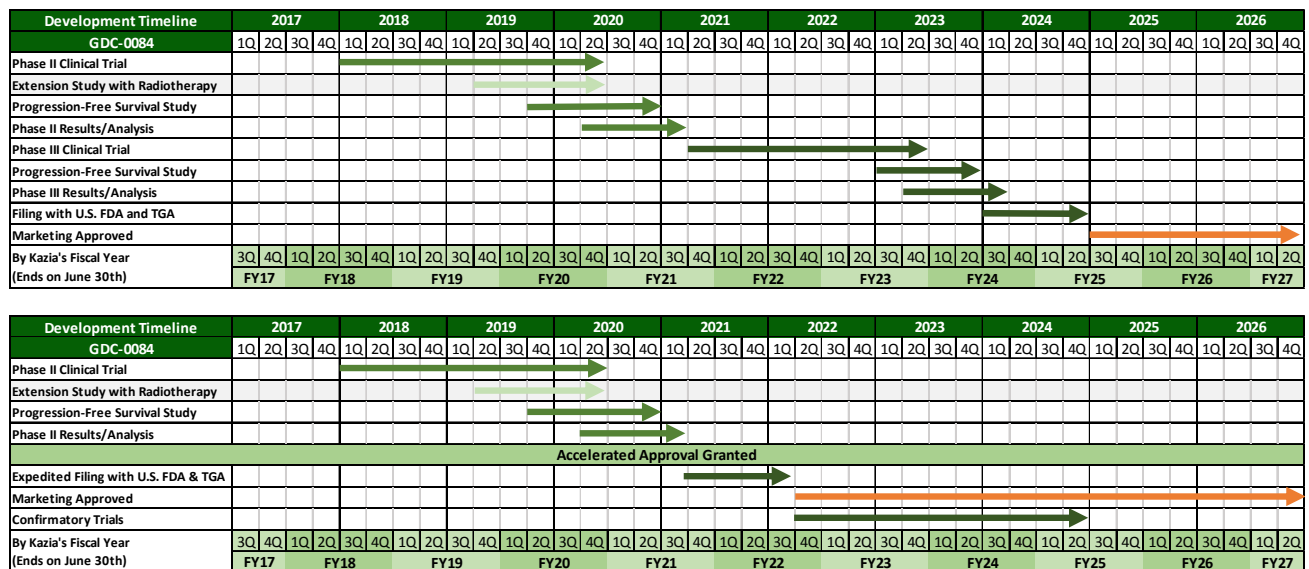 Development Timeline 2017 2018 2019 2020 2021 2022 2023 2024 2025 2026
GDC-0084 1Q 2Q 3Q 4Q 1Q 2Q 3Q 4Q 1Q 2Q 3Q 4Q 1Q 2Q 3Q 4Q 1Q 2Q 3Q 4Q 1Q 2Q 3Q 4Q 1Q 2Q 3Q 4Q 1Q 2Q 3Q 4Q 1Q 2Q 3Q 4Q 1Q 2Q 3Q 4Q
Phase II Clinical Trial
Extension Study with Radiotherapy
Progression-Free Survival Study
Phase II Results/Analysis
Phase III Clinical Trial
Progression-Free Survival Study
Phase III Results/Analysis
Filing with U.S. FDA and TGA
Marketing Approved
By Kazia's Fiscal Year 3Q 4Q 1Q 2Q 3Q 4Q 1Q 2Q 3Q 4Q 1Q 2Q 3Q 4Q 1Q 2Q 3Q 4Q 1Q 2Q 3Q 4Q 1Q 2Q 3Q 4Q 1Q 2Q 3Q 4Q 1Q 2Q 3Q 4Q 1Q 2Q 3Q 4Q 1Q 2Q
(Ends on June 30th) FY17 FY18 FY19 FY20 FY21 FY22 FY23 FY24 FY25 FY26 FY27
Development Timeline 2017 2018 2019 2020 2021 2022 2023 2024 2025 2026
GDC-0084 1Q 2Q 3Q 4Q 1Q 2Q 3Q 4Q 1Q 2Q 3Q 4Q 1Q 2Q 3Q 4Q 1Q 2Q 3Q 4Q 1Q 2Q 3Q 4Q 1Q 2Q 3Q 4Q 1Q 2Q 3Q 4Q 1Q 2Q 3Q 4Q 1Q 2Q 3Q 4Q
Phase II Clinical Trial
Extension Study with Radiotherapy
Progression-Free Survival Study
Phase II Results/Analysis
Accelerated Approval Granted
Expedited Filing with U.S. FDA & TGA
Marketing Approved
Confirmatory Trials
By Kazia's Fiscal Year 3Q 4Q 1Q 2Q 3Q 4Q 1Q 2Q 3Q 4Q 1Q 2Q 3Q 4Q 1Q 2Q 3Q 4Q 1Q 2Q 3Q 4Q 1Q 2Q 3Q 4Q 1Q 2Q 3Q 4Q 1Q 2Q 3Q 4Q 1Q 2Q 3Q 4Q 1Q 2Q
(Ends on June 30th) FY17 FY18 FY19 FY20 FY21 FY22 FY23 FY24 FY25 FY26 FY27